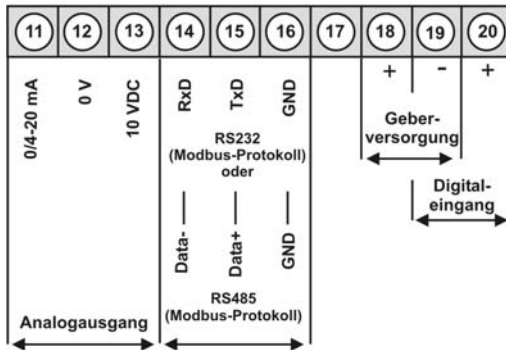 11 12 13 14 15 16 17 18 19 20
+ - +
0/4-20 mA
0 V
10 VDC
RxD
TxD
GND
RS232
(Modbus-Protokoll)
oder
Geber-
versorgung
Digital-
eingang
Data-
Data+
GND
RS485
(Modbus-Protokoll)
Analogausgang